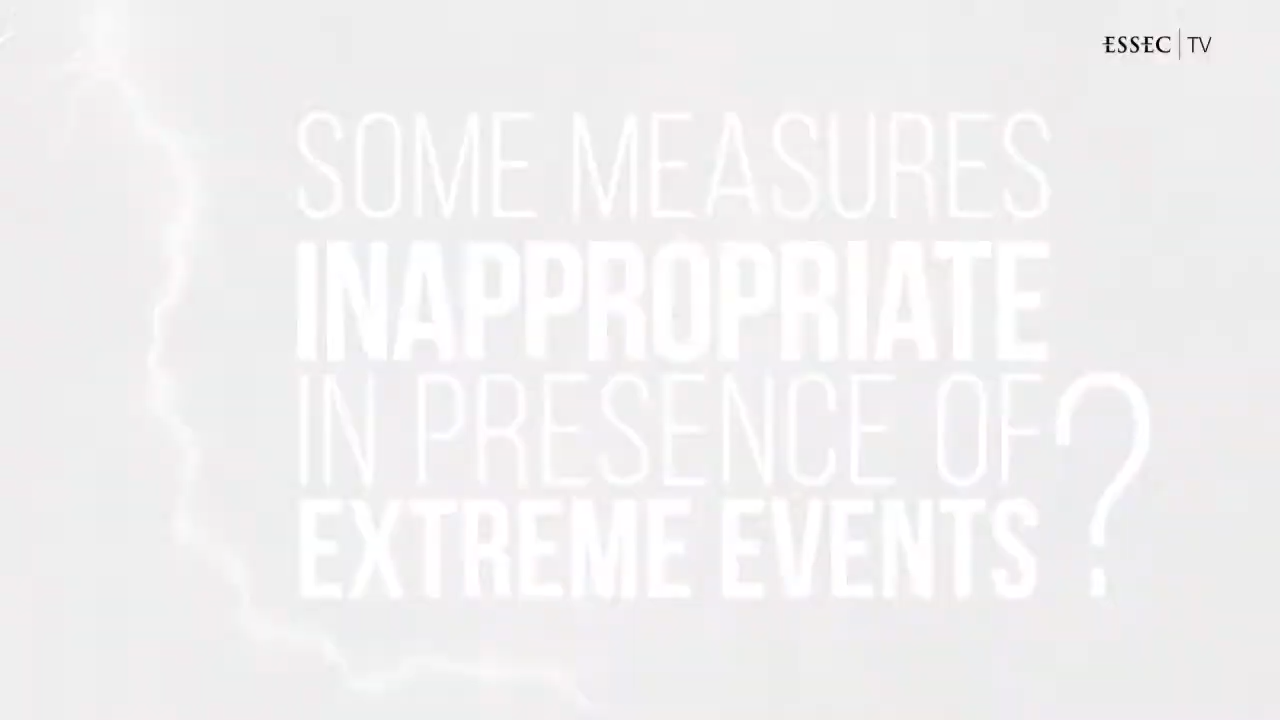 ESSEC | TV
SOME MEASURES
INAPPROPRIATE
IN PRESENCE OF
EXTREME EVENTS?